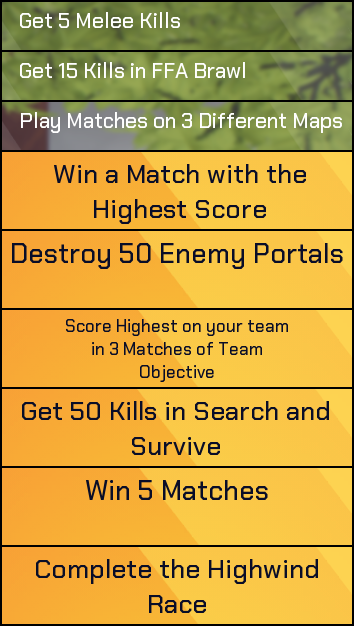 Get 5 Melee Kills
Get 15 Kills in FFA Brawl
Play Matches on 3 Different Maps
Win a Match with the
Highest Score
Destroy 50 Enemy Portals
Score Highest on your team
in 3 Matches of Team
Objective
Get 50 Kills in Search and
Survive
Win 5 Matches
Complete the Highwind
Race